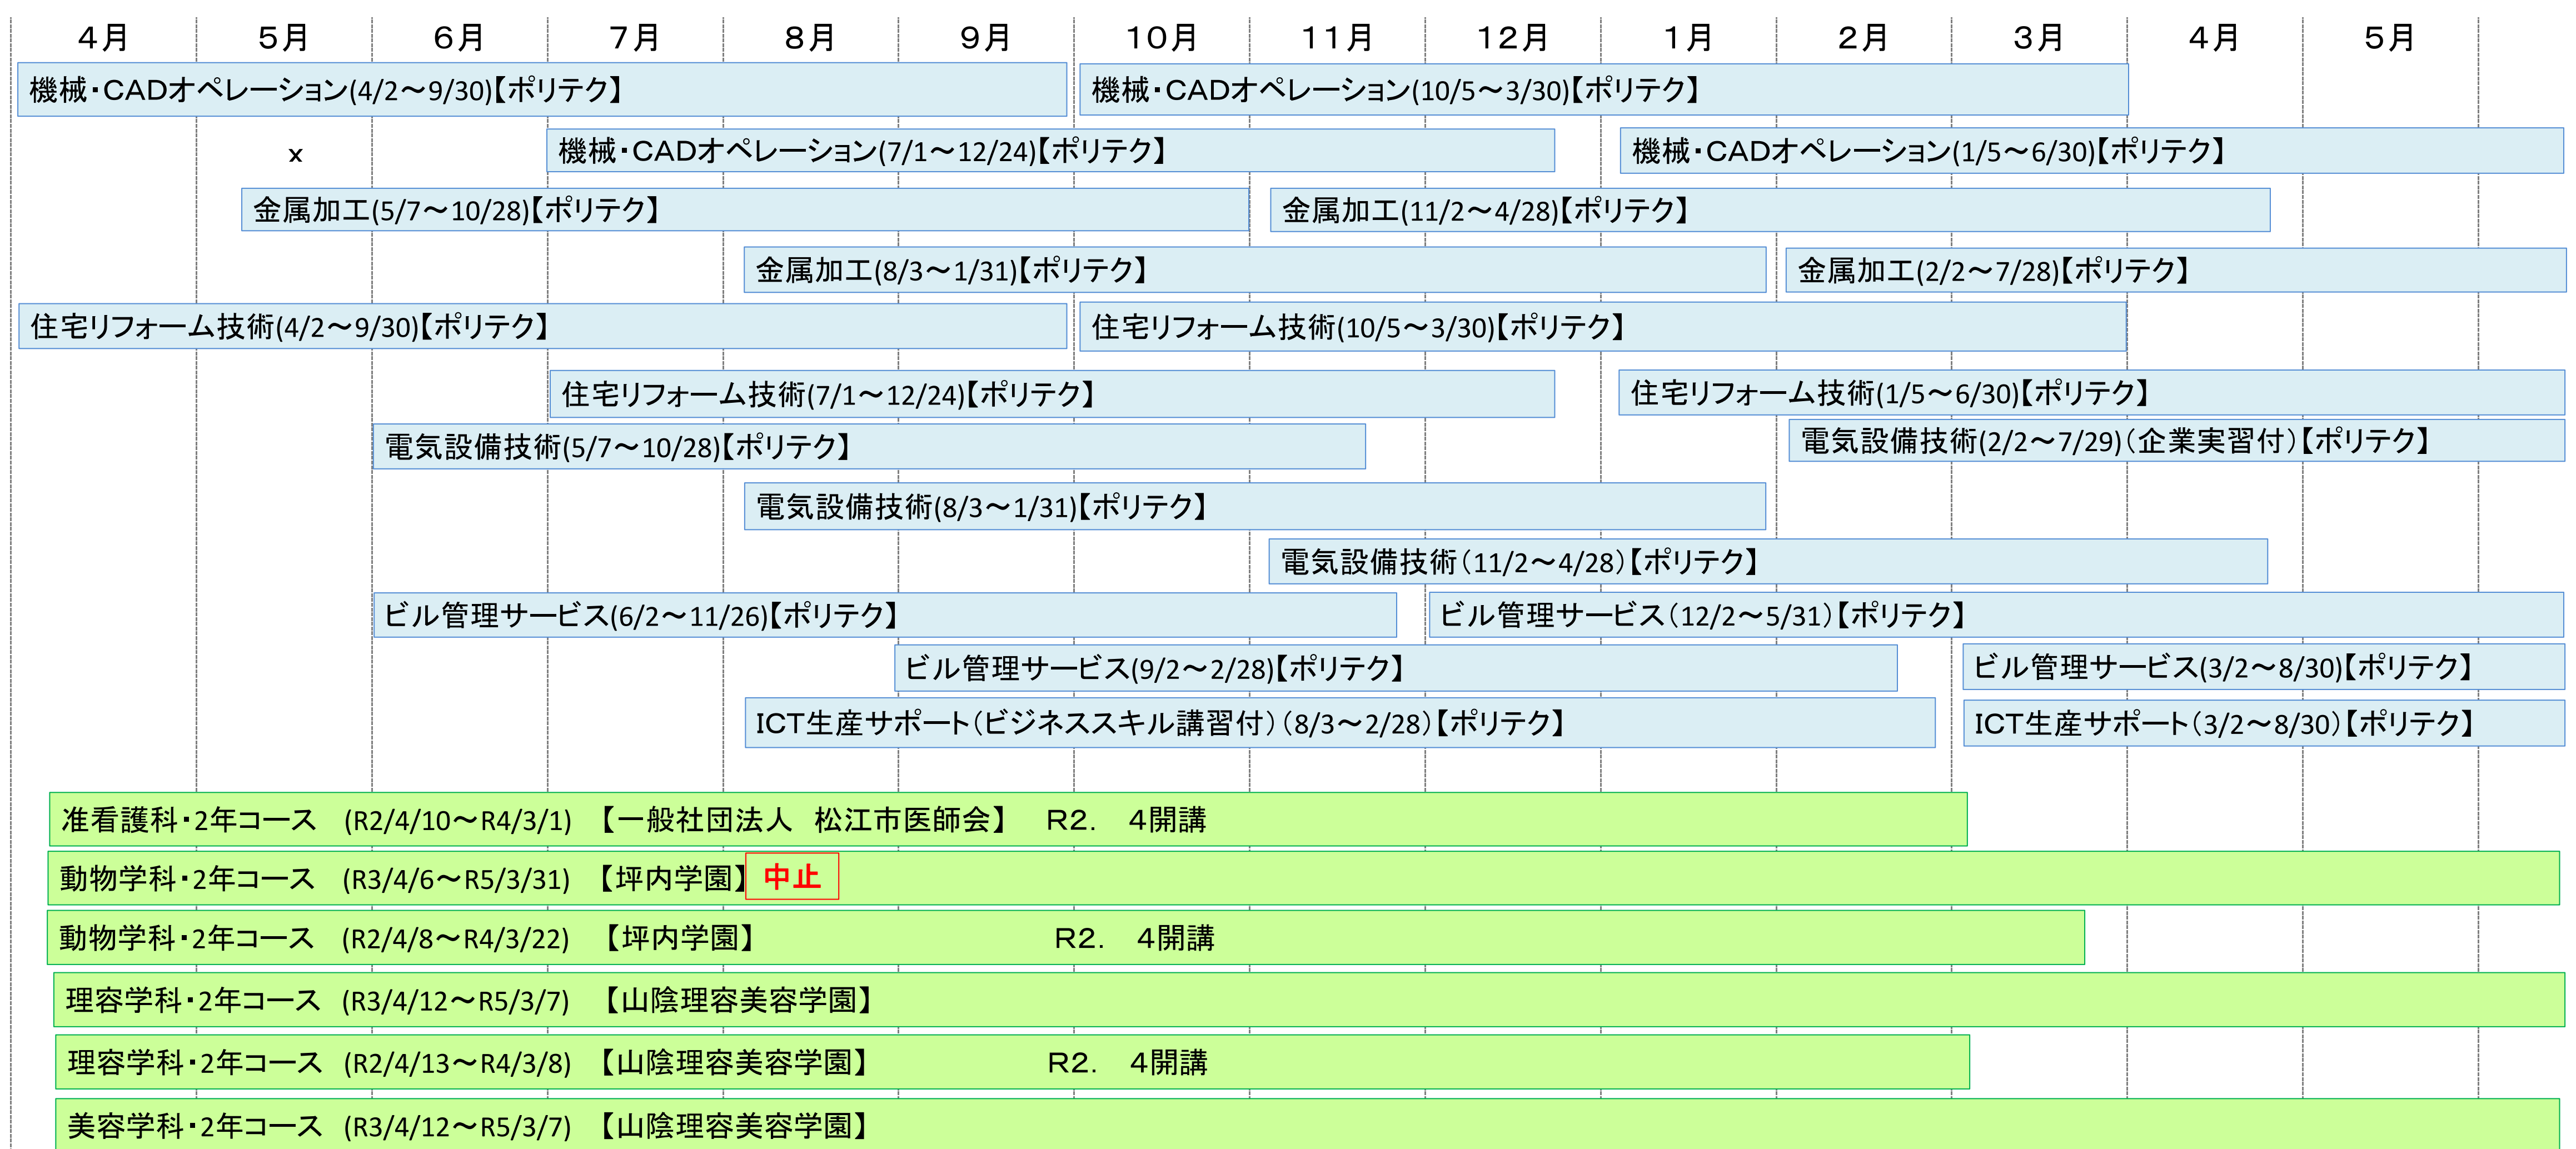 4月 5月 6月 7月 8月 9月 10月 11月 12月 1月 2月 3月 4月 5月
機械・CADオペレーション(4/2～9/30)【ポリテク】 機械・CADオペレーション(10/5～3/30)【ポリテク】
x 機械・CADオペレーション(7/1～12/24)【ポリテク】 機械・CADオペレーション(1/5～6/30)【ポリテク】
金属加工(5/7～10/28)【ポリテク】 金属加工(11/2～4/28)【ポリテク】
金属加工(8/3～1/31)【ポリテク】 金属加工(2/2～7/28)【ポリテク】
住宅リフォーム技術(4/2～9/30)【ポリテク】 住宅リフォーム技術(10/5～3/30)【ポリテク】
住宅リフォーム技術(7/1～12/24)【ポリテク】 住宅リフォーム技術(1/5～6/30)【ポリテク】
電気設備技術(5/7～10/28)【ポリテク】 電気設備技術(2/2～7/29)（企業実習付）【ポリテク】
電気設備技術(8/3～1/31)【ポリテク】
電気設備技術（11/2～4/28）【ポリテク】
ビル管理サービス(6/2～11/26)【ポリテク】 ビル管理サービス（12/2～5/31）【ポリテク】
ビル管理サービス(9/2～2/28)【ポリテク】 ビル管理サービス(3/2～8/30)【ポリテク】
ICT生産サポート（ビジネススキル講習付）（8/3～2/28）【ポリテク】 ICT生産サポート（3/2～8/30）【ポリテク】
准看護科・2年コース (R2/4/10～R4/3/1) 【一般社団法人 松江市医師会】 R2. 4開講
動物学科・2年コース (R3/4/6～R5/3/31) 【坪内学園】 中止
動物学科・2年コース (R2/4/8～R4/3/22) 【坪内学園】 R2. 4開講
理容学科・2年コース (R3/4/12～R5/3/7) 【山陰理容美容学園】
理容学科・2年コース (R2/4/13～R4/3/8) 【山陰理容美容学園】 R2. 4開講
美容学科・2年コース (R3/4/12～R5/3/7) 【山陰理容美容学園】